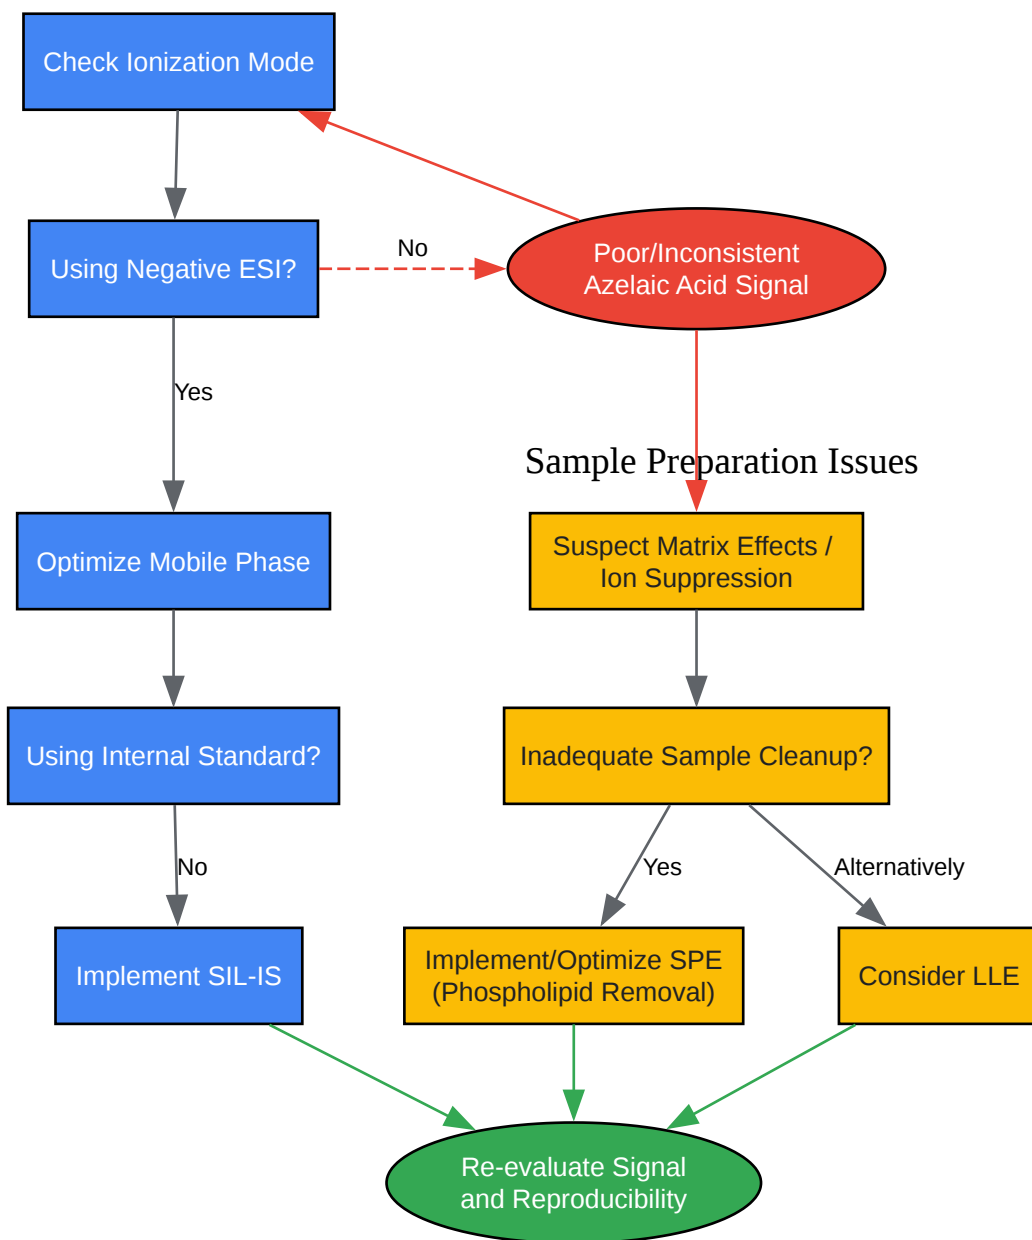 Check Ionization Mode
Using Negative ESI?
No
Poor/Inconsistent
Azelaic Acid Signal
Yes
Sample Preparation Issues
Optimize Mobile Phase
Suspect Matrix Effects /
Ion Suppression
Using Internal Standard?
Inadequate Sample Cleanup?
No
Yes
Alternatively
Implement SIL-IS
Implement/Optimize SPE
(Phospholipid Removal)
Consider LLE
Re-evaluate Signal
and Reproducibility